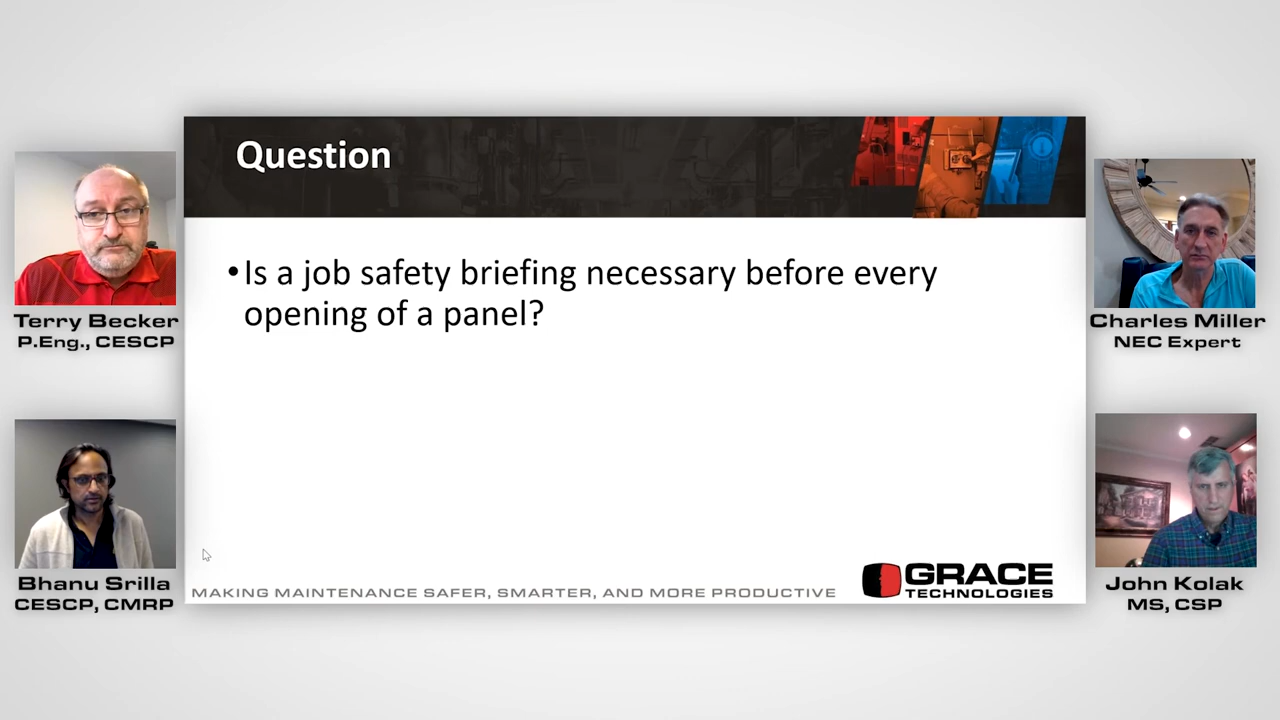 Question
•Is a job safety briefing necessary before every
opening of a panel?
Terry Becker
P.Eng., CESCP
Charles Miller
NEC Expert
Bhanu Srilla
CESCP, CMRP
John Kolak
MS, CSP
MAKING MAINTENANCE SAFER, SMARTER, AND MORE PRODUCTIVE
GRACE
TECHNOLOGIES